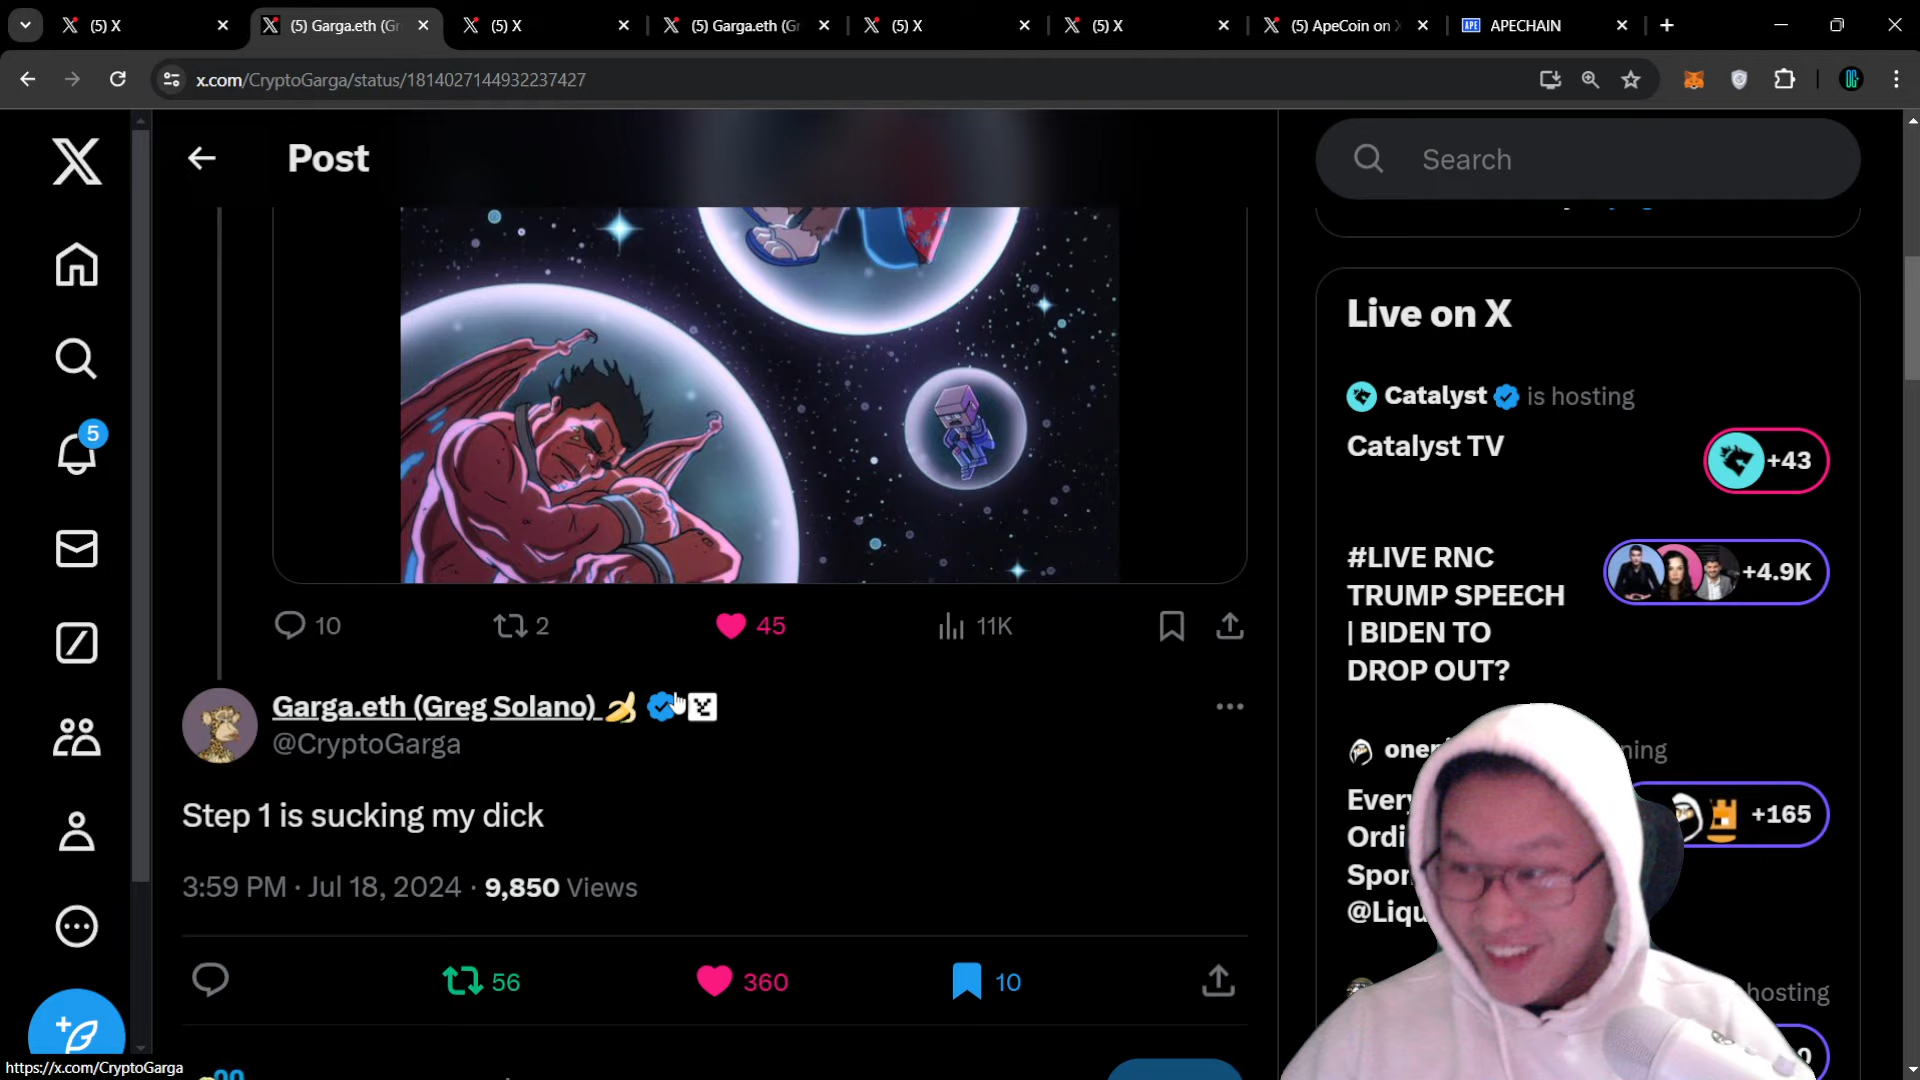 (5) X
(5) Garga.eth (Gr
(5) X
(5) Garga.eth (Gr
(5) X
(5) X
(5) ApeCoin on X
APE APECHAIN
x.com/CryptoGarga/status/1814027144932237427
Post
Search
Live on X
Catalyst is hosting
Catalyst TV
+43
#LIVE RNC
TRUMP SPEECH
| BIDEN TO
DROP OUT?
+4.9K
5
10
2
45
11K
Garga.eth (Greg Solano)
@CryptoGarga
Step 1 is sucking my dick
3:59 PM · Jul 18, 2024 · 9,850 Views
56
360
10
+165
hosting
https://x.com/CryptoGarga